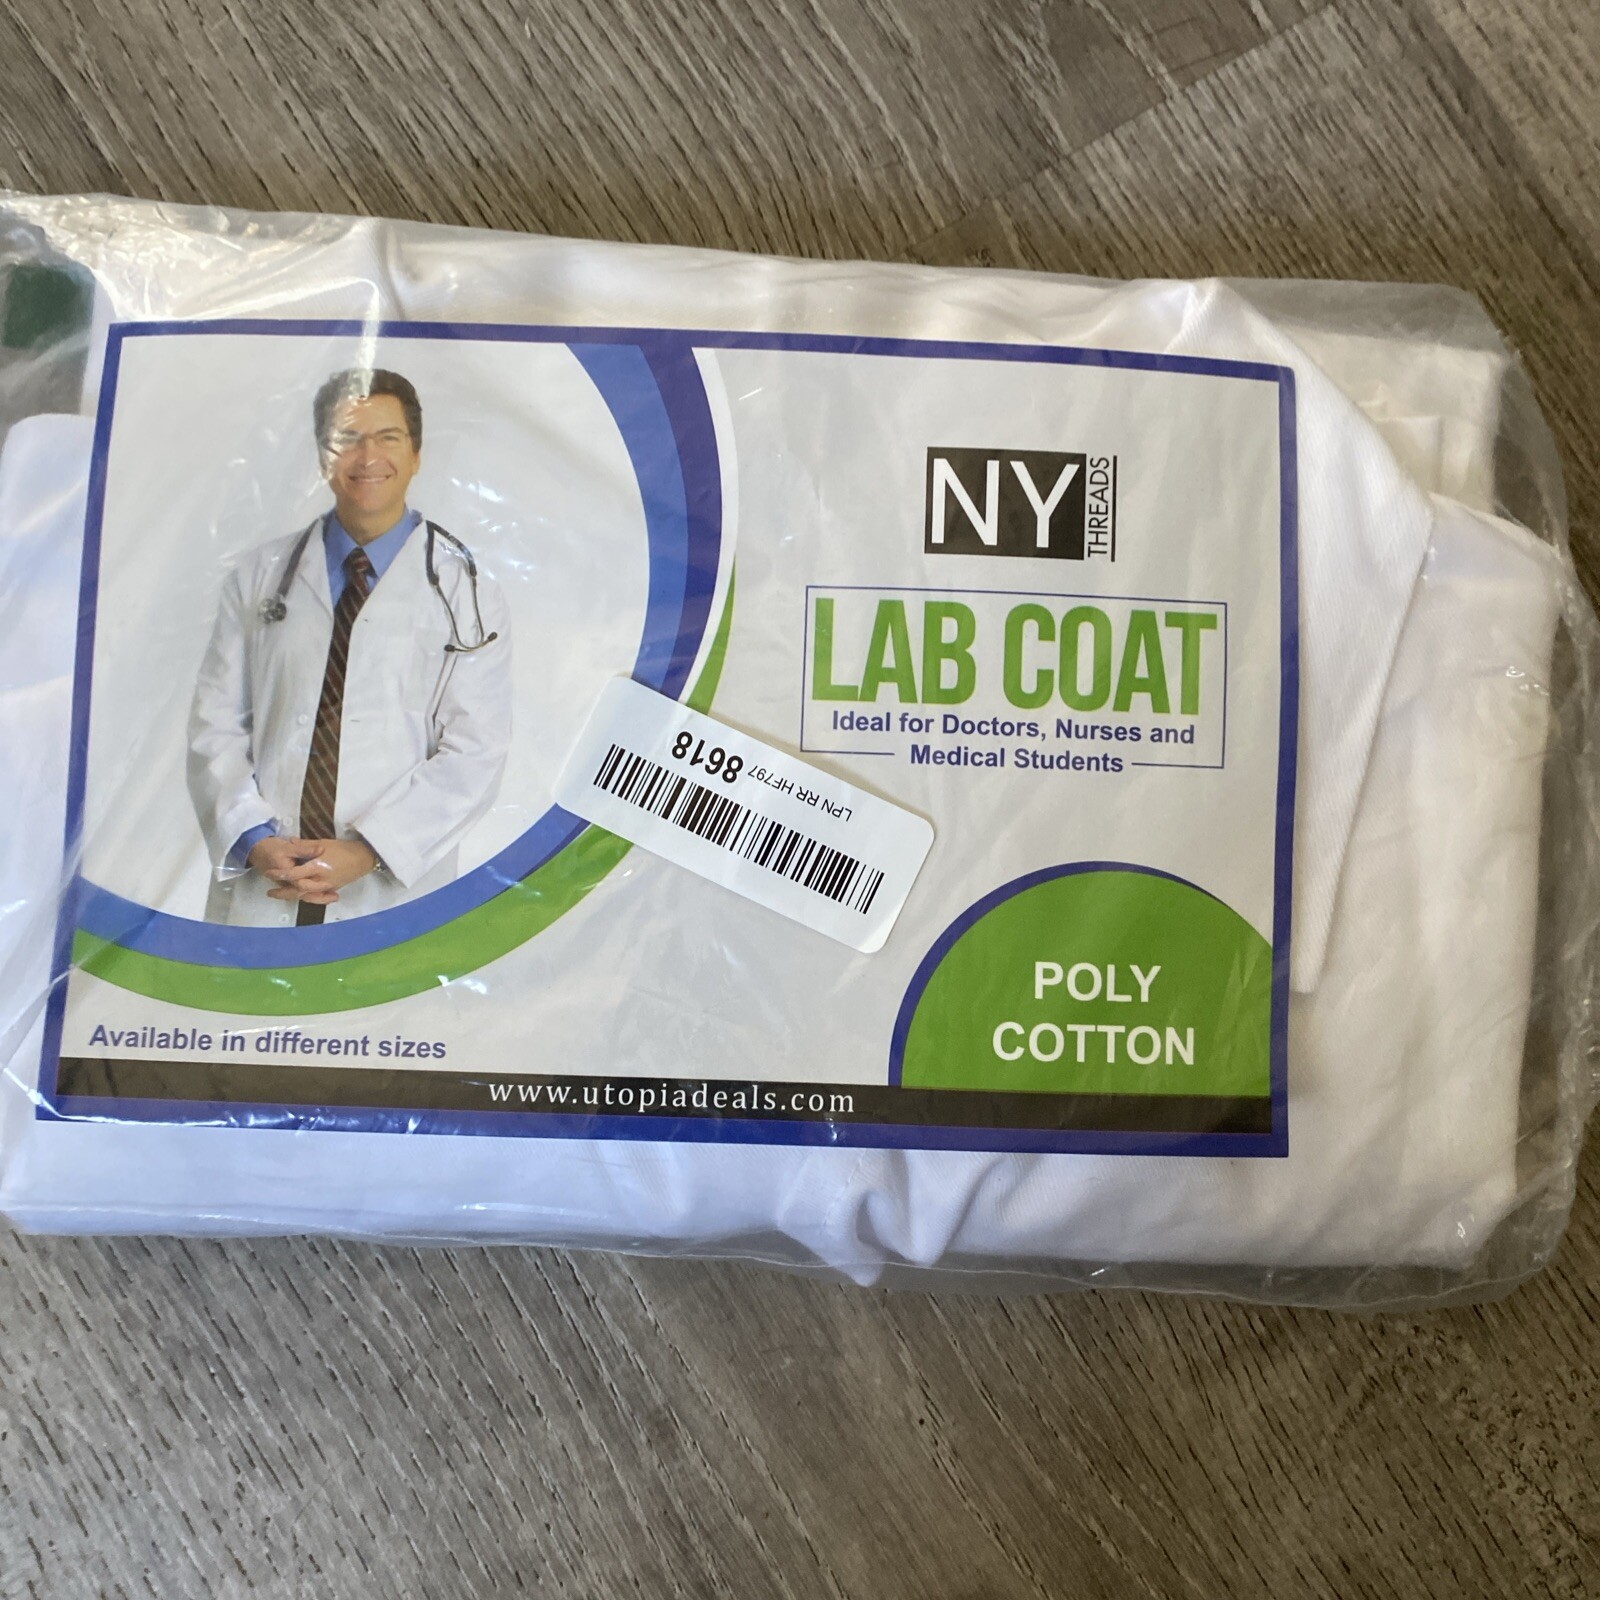 NY
THREADS
LAB COAT
Ideal for Doctors, Nurses and
Medical Students
LPN RR HF797 8618
POLY
COTTON
Available in different sizes
www.utopiadeals.com